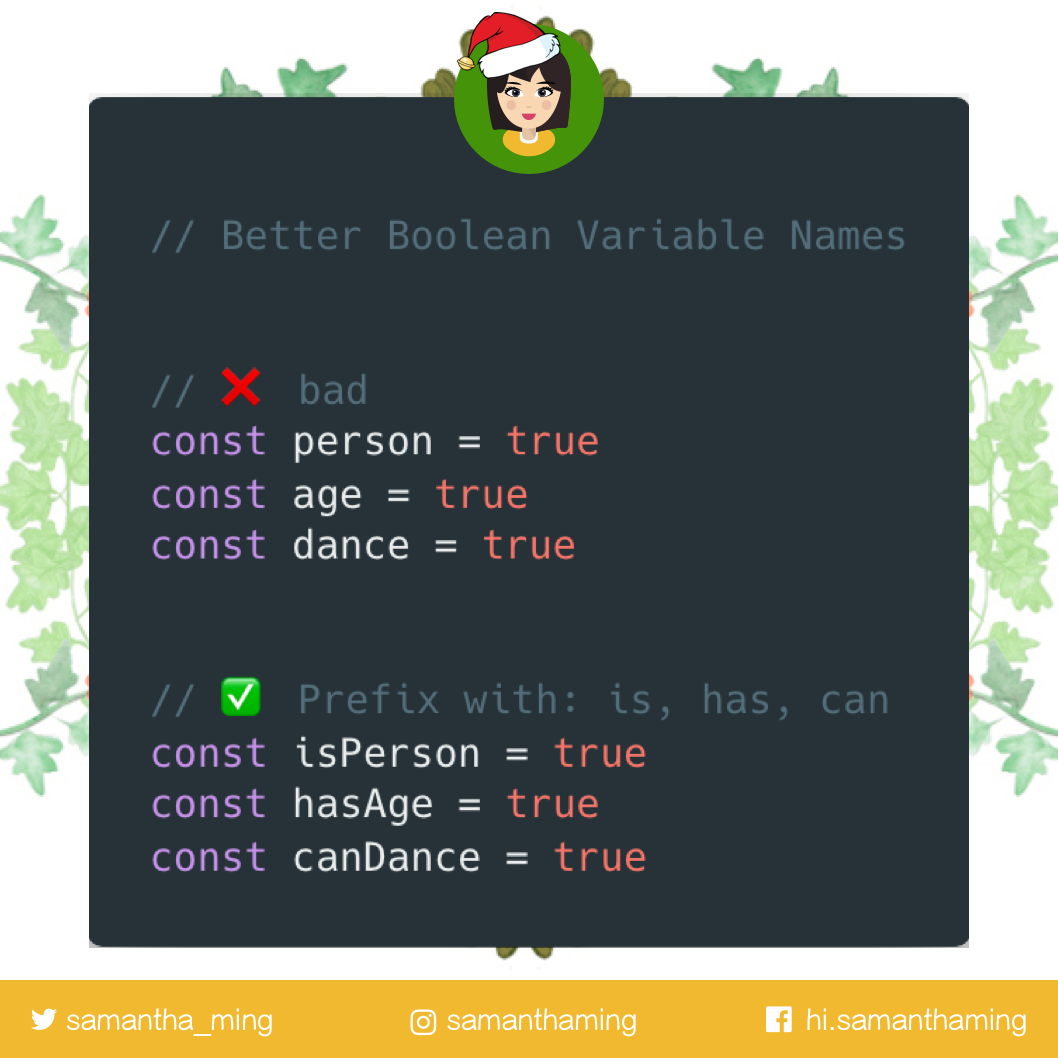 // Better Boolean Variable Names
// ❌ bad
const person = true
const age = true
const dance = true
// ✅ Prefix with: is, has, can
const isPerson = true
const hasAge = true
const canDance = true
samantha_ming
samanthaming
hi.samanthaming